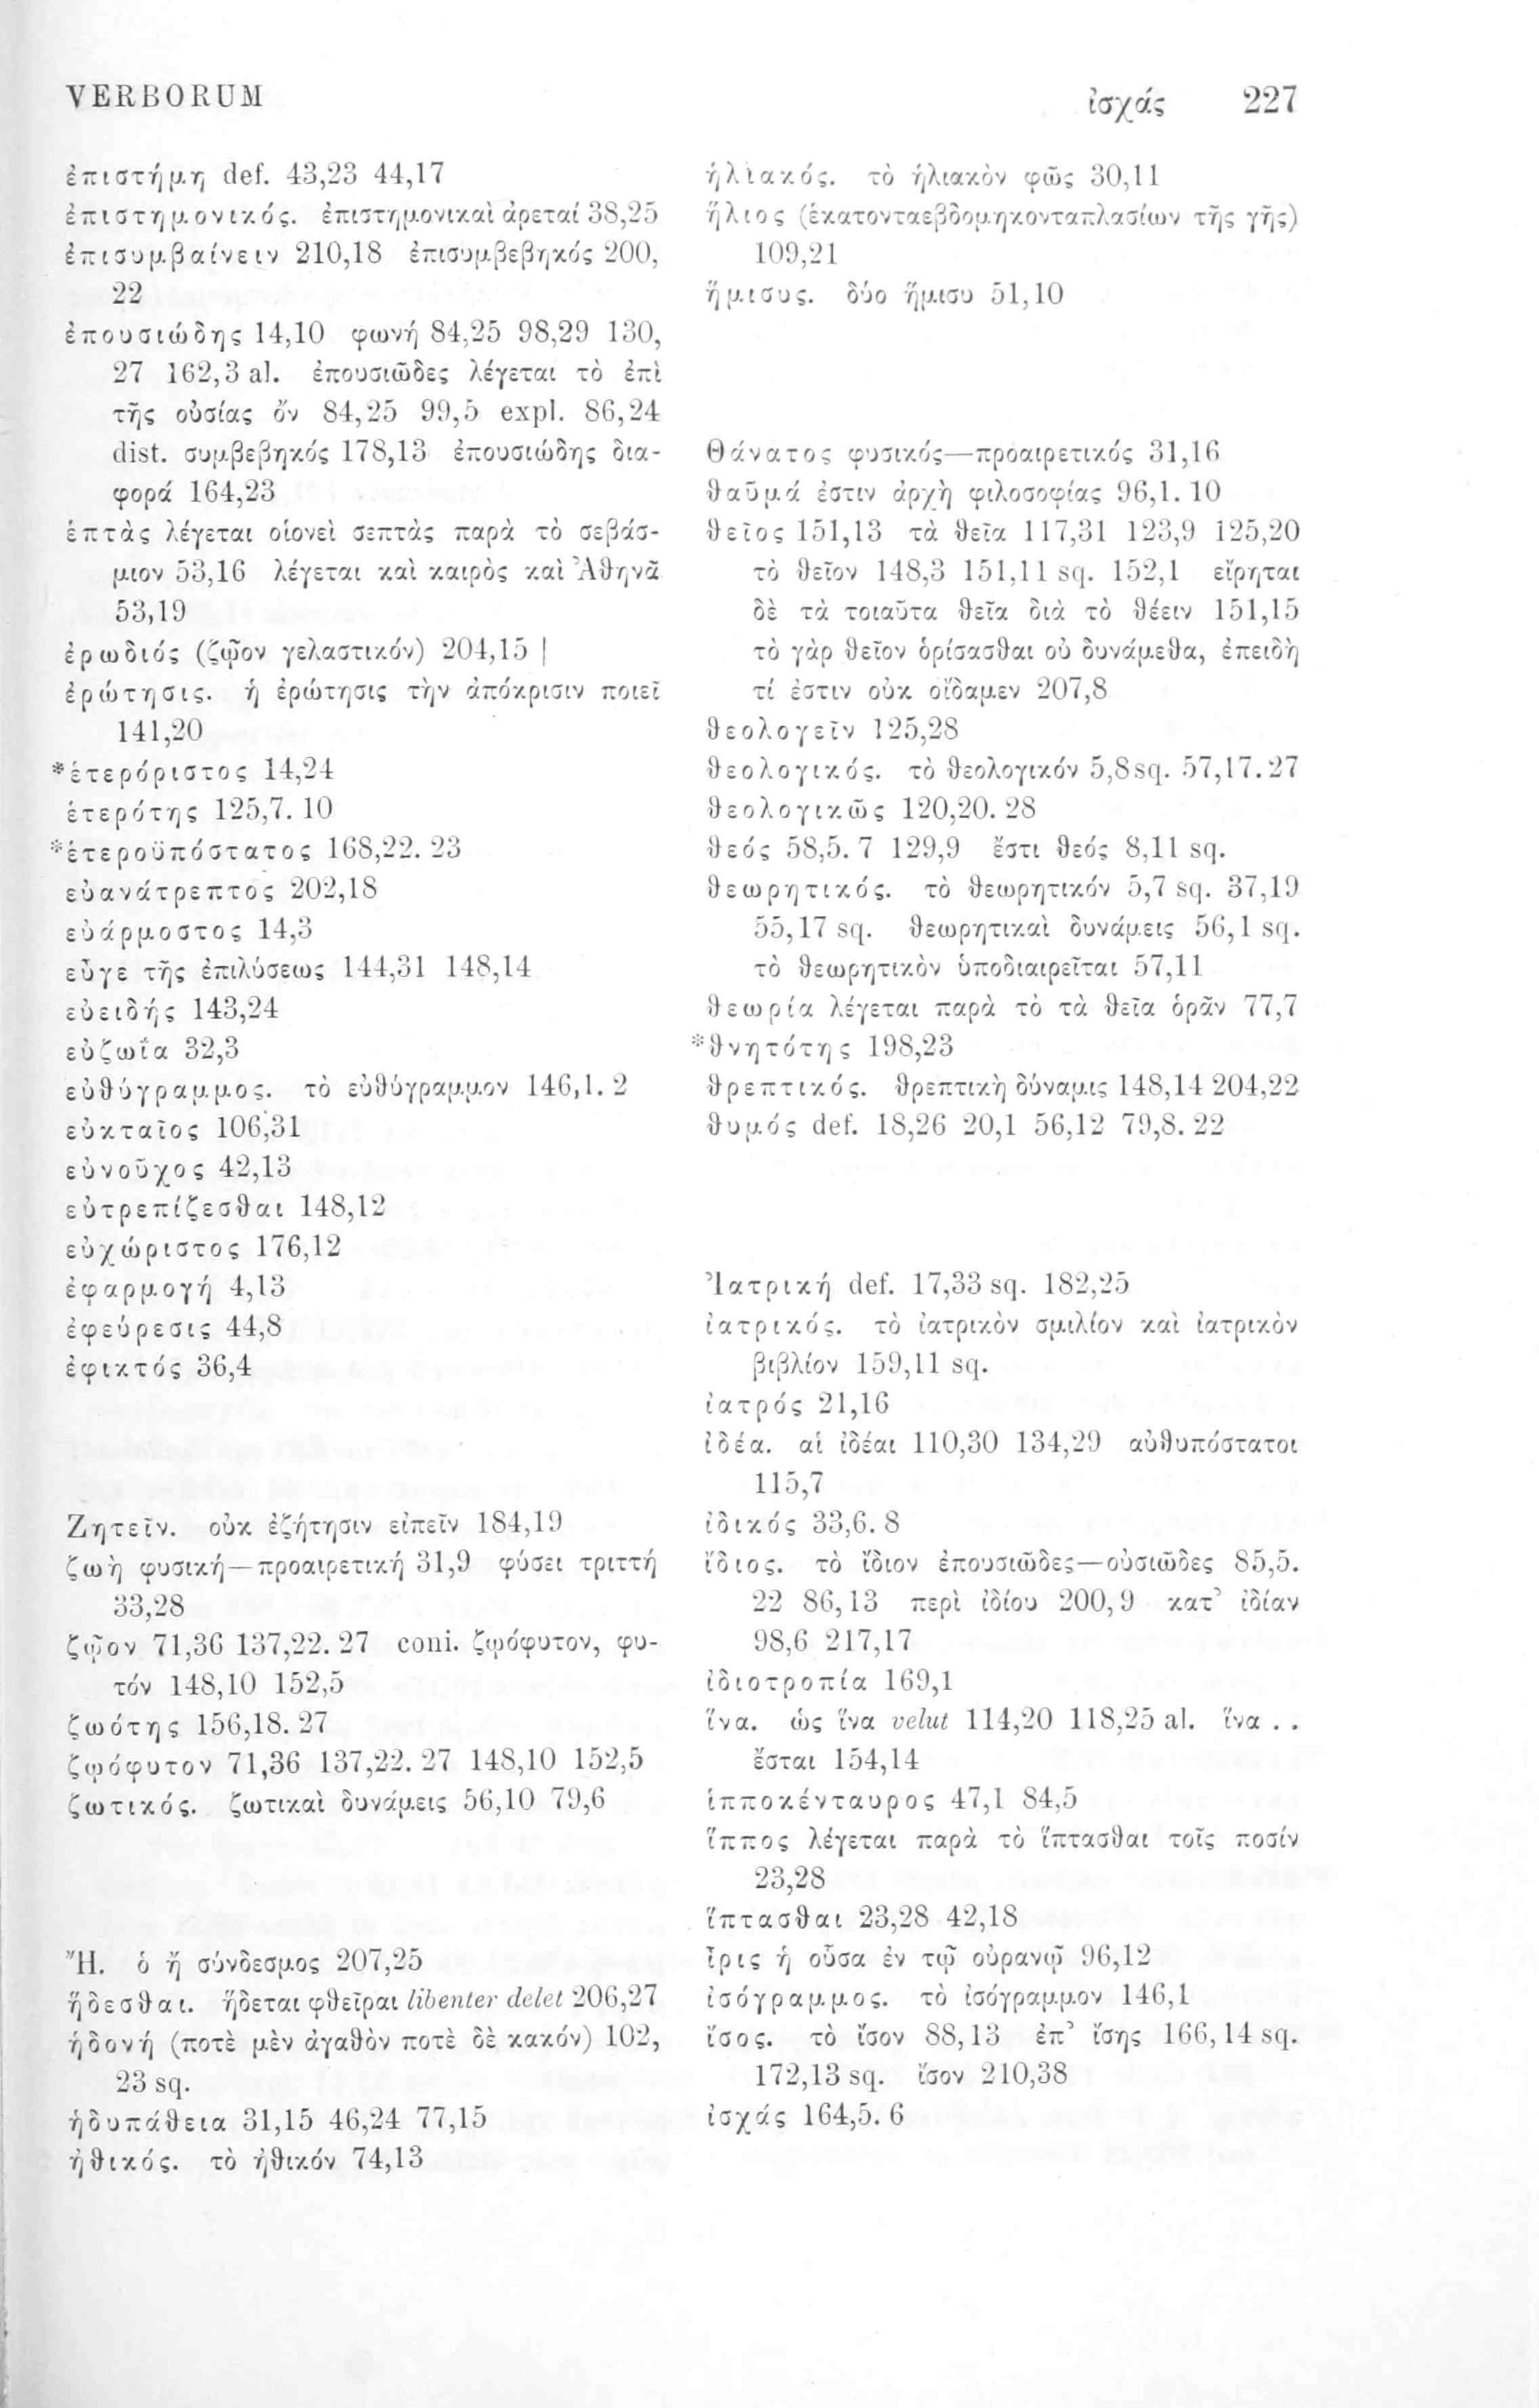 VERBORUM ἰσχάς 227
ἐπιστήμη def. 43,23 44,17
ἐπιστημονικός. ἐπιστημονικαὶ ἀρεταί 38,25
ἐπισυμβαίνειν 210,18 ἐπισυμβεβηκός 200,
22
ἐπουσιώδης 14,10 φωνή 84,25 98,29 130,
27 162,3 al. ἐπουσιῶδες λέγεται τὸ ἐπὶ
τῆς οὐσίας ὄν 84,25 99,5 expl. 86,24
dist. συμβεβηκός 178,13 ἐπουσιώδης δια-
φορά 164,23
ἑπτὰς λέγεται οἱονεὶ σεπτὰς παρὰ τὸ σεβάσ-
μιον 53,16 λέγεται καὶ καιρὸς καὶ Ἀθηνᾶ
53,19
ἐρωδιός (ζῷον γελαστικόν) 204,15 |
ἐρώτησις. ἡ ἐρώτησις τὴν ἀπόκρισιν ποιεῖ
141,20
*ἑτερόριστος 14,24
ἑτερότης 125,7. 10
*ἑτεροϋπόστατος 168,22. 23
εὐανάτρεπτος 202,18
εὐάρμοστος 14,3
εὖγε τῆς ἐπιλύσεως 144,31 148,14
εὐειδής 143,24
εὐζωΐα 32,3
εὐθύγραμμος. τὸ εὐθύγραμμον 146,1. 2
εὐκταῖος 106,31
εὐνοῦχος 42,13
εὐτρεπίζεσθαι 148,12
εὐχώριστος 176,12
ἐφαρμογή 4,13
ἐφεύρεσις 44,8
ἐφικτός 36,4
Ζητεῖν. οὐκ ἐζήτησιν εἰπεῖν 184,19
ζωὴ φυσική—προαιρετική 31,9 φύσει τριττή
33,28
ζῷον 71,36 137,22. 27 coni. ζῳόφυτον, φυ-
τόν 148,10 152,5
ζωότης 156,18. 27
ζῳόφυτον 71,36 137,22. 27 148,10 152,5
ζωτικός. ζωτικαὶ δυνάμεις 56,10 79,6
Ἤ. ὁ ἤ σύνδεσμος 207,25
ἥδεσθαι. ἥδεται φθεῖραι libenter delet 206,27
ἡδονή (ποτὲ μὲν ἀγαθὸν ποτὲ δὲ κακόν) 102,
23 sq.
ἡδυπάθεια 31,15 46,24 77,15
ἠθικός. τὸ ἠθικόν 74,13
ἡλιακός. τὸ ἡλιακὸν φῶς 30,11
ἥλιος (ἑκατονταεβδομηκονταπλασίων τῆς γῆς)
109,21
ἥμισυς. δύο ἥμισυ 51,10
Θάνατος φυσικός—προαιρετικός 31,16
θαῦμά ἐστιν ἀρχὴ φιλοσοφίας 96,1. 10
θεῖος 151,13 τὰ θεῖα 117,31 123,9 125,20
τὸ θεῖον 148,3 151,11 sq. 152,1 εἴρηται
δὲ τὰ τοιαῦτα θεῖα διὰ τὸ θέειν 151,15
τὸ γὰρ θεῖον ὁρίσασθαι οὐ δυνάμεθα, ἐπειδὴ
τί ἐστιν οὐκ οἴδαμεν 207,8
θεολογεῖν 125,28
θεολογικός. τὸ θεολογικόν 5,8 sq. 57,17. 27
θεολογικῶς 120,20. 28
θεός 58,5. 7 129,9 ἔστι θεός 8,11 sq.
θεωρητικός. τὸ θεωρητικόν 5,7 sq. 37,19
55,17 sq. θεωρητικαὶ δυνάμεις 56,1 sq.
τὸ θεωρητικὸν ὑποδιαιρεῖται 57,11
θεωρία λέγεται παρὰ τὸ τὰ θεῖα ὁρᾶν 77,7
*θνητότης 198,23
θρεπτικός. θρεπτικὴ δύναμις 148,14 204,22
θυμός def. 18,26 20,1 56,12 79,8. 22
Ἰατρική def. 17,33 sq. 182,25
ἰατρικός. τὸ ἰατρικὸν σμιλίον καὶ ἰατρικὸν
βιβλίον 159,11 sq.
ἰατρός 21,16
ἰδέα. αἱ ἰδέαι 110,30 134,29 αὐθυπόστατοι
115,7
ἰδικός 33,6. 8
ἴδιος. τὸ ἴδιον ἐπουσιῶδες—οὐσιῶδες 85,5.
22 86,13 περὶ ἰδίου 200,9 κατ’ ἰδίαν
98,6 217,17
ἰδιοτροπία 169,1
ἵνα. ὡς ἵνα velut 114,20 118,25 al. ἵνα . .
ἔσται 154,14
ἱπποκένταυρος 47,1 84,5
ἵππος λέγεται παρὰ τὸ ἵπτασθαι τοῖς ποσίν
23,28
ἵπτασθαι 23,28 42,18
ἶρις ἡ οὖσα ἐν τῷ οὐρανῷ 96,12
ἰσόγραμμος. τὸ ἰσόγραμμον 146,1
ἴσος. τὸ ἴσον 88,13 ἐπ’ ἴσης 166,14 sq.
172,13 sq. ἴσον 210,38
ἰσχάς 164,5. 6